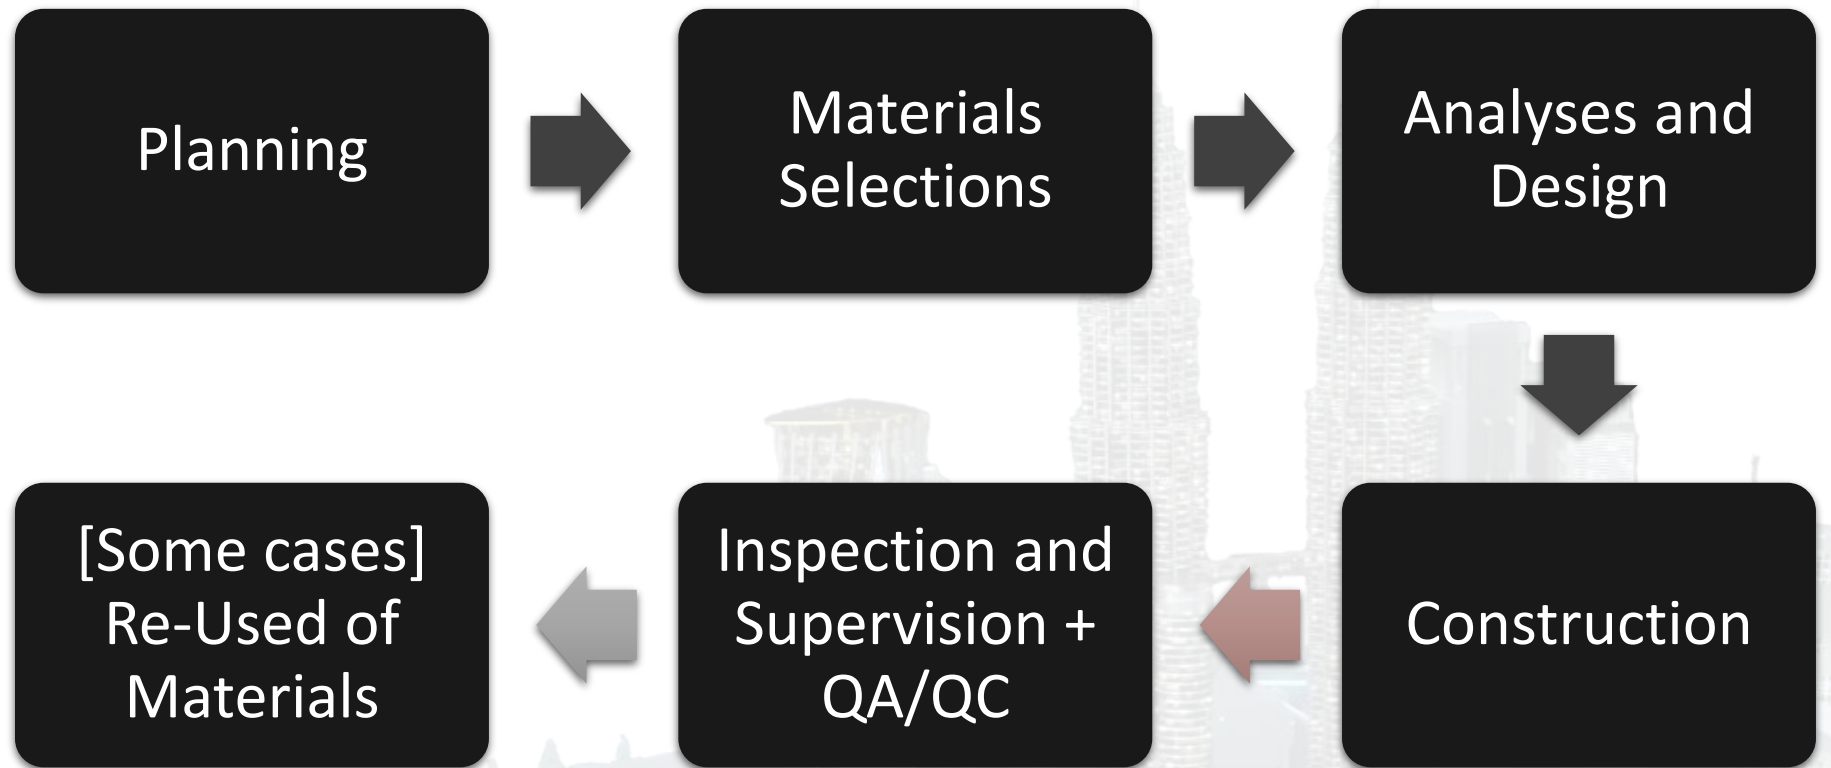 Planning
Materials
Selections
Analyses and
Design
Construction
Inspection and
Supervision +
QA/QC
[Some cases]
Re-Used of
Materials